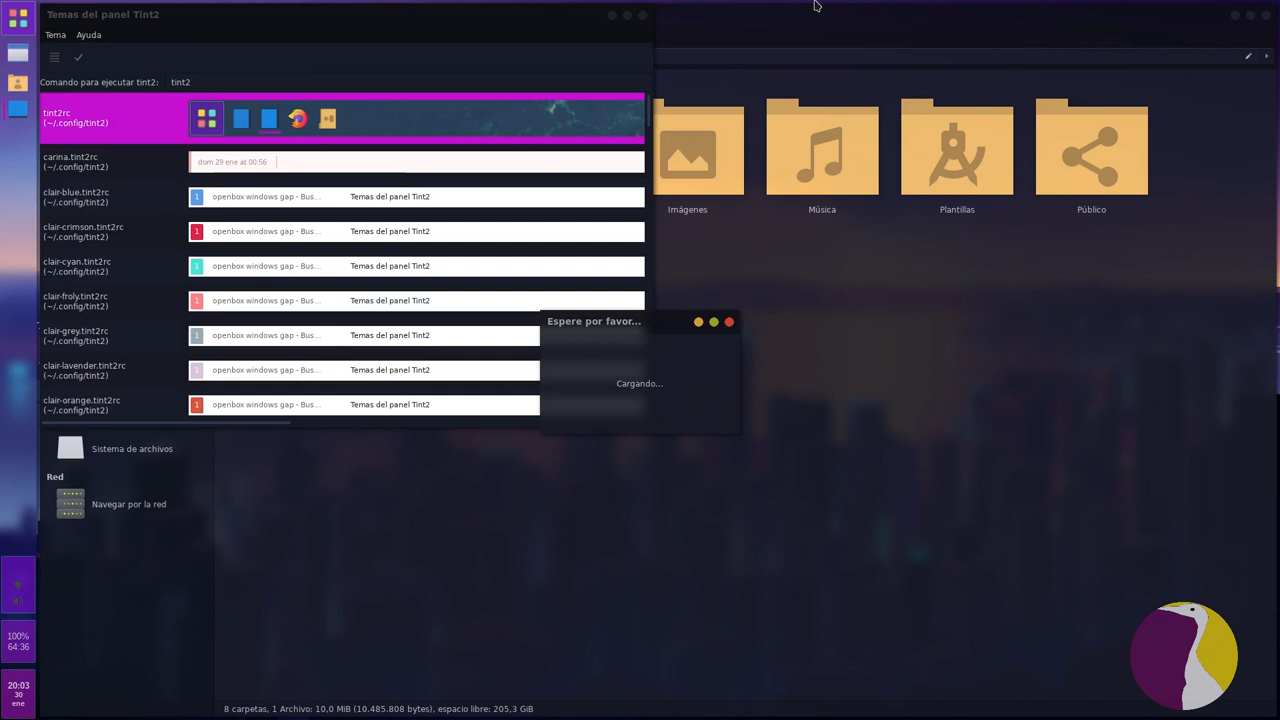 Temas del panel Tint2
Tema Ayuda
Comando para ejecutar tint2: tint2
tint2rc
(~/.config/tint2)
carina.tint2rc
(~/.config/tint2)
dom 29 ene at 00:56
clair-blue.tint2rc
(~/.config/tint2)
1 openbox windows gap - Bus... Temas del panel Tint2
clair-crimson.tint2rc
(~/.config/tint2)
1 openbox windows gap - Bus... Temas del panel Tint2
clair-cyan.tint2rc
(~/.config/tint2)
1 openbox windows gap - Bus... Temas del panel Tint2
clair-froly.tint2rc
(~/.config/tint2)
1 openbox windows gap - Bus... Temas del panel Tint2
clair-grey.tint2rc
(~/.config/tint2)
1 openbox windows gap - Bus... Temas del panel Tint2
clair-lavender.tint2rc
(~/.config/tint2)
1 openbox windows gap - Bus... Temas del panel Tint2
clair-orange.tint2rc
(~/.config/tint2)
1 openbox windows gap - Bus... Temas del panel Tint2
Espere por favor...
Cargando...
Imágenes Música Plantillas Público
Sistema de archivos
Red
Navegar por la red
100%
64:36
20:03
30
ene
8 carpetas, 1 Archivo: 10,0 MiB (10.485.808 bytes), espacio libre: 205,3 GiB